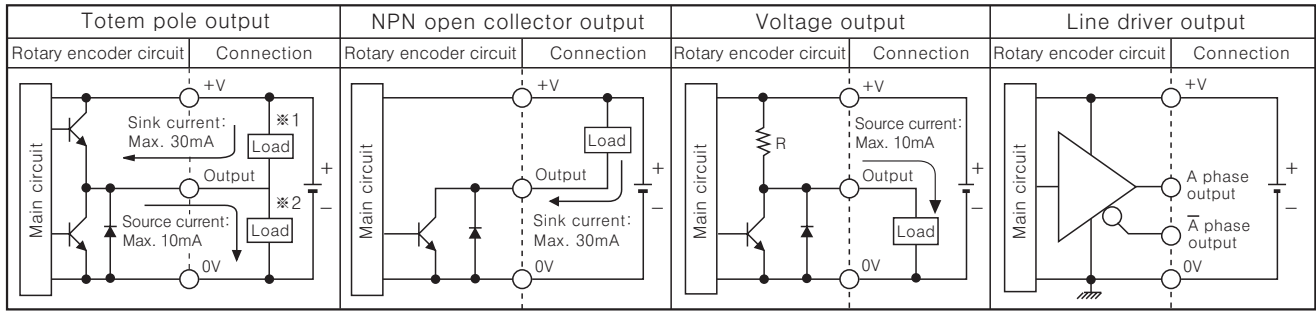 Totem pole output
NPN open collector output
Voltage output
Line driver output
Rotary encoder circuit
Connection
Rotary encoder circuit
Connection
Rotary encoder circuit
Connection
Rotary encoder circuit
Connection
Main circuit
+V
※1
Sink current:
Max. 30mA
Load
Output
※2
Source current:
Max. 10mA
Load
0V
+
−
Main circuit
+V
Load
Output
Sink current:
Max. 30mA
0V
+
−
Main circuit
+V
R
Source current:
Max. 10mA
Output
Load
0V
+
−
Main circuit
+V
A phase
output
A̅ phase
output
0V
+
−